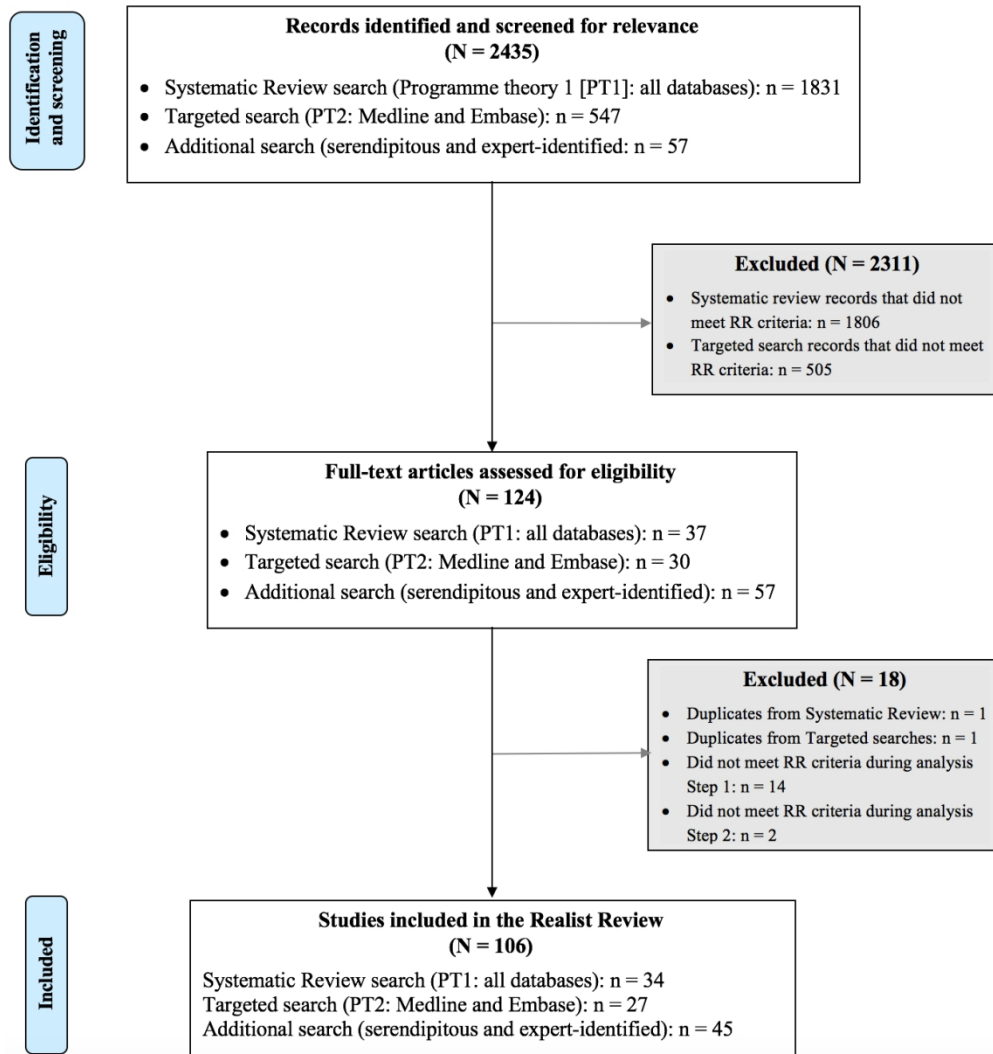 Identification
and screening
Records identified and screened for relevance
(N = 2435)
• Systematic Review search (Programme theory 1 [PT1]: all databases): n = 1831
• Targeted search (PT2: Medline and Embase): n = 547
• Additional search (serendipitous and expert-identified: n = 57
Excluded (N = 2311)
• Systematic review records that did not
meet RR criteria: n = 1806
• Targeted search records that did not meet
RR criteria: n = 505
Eligibility
Full-text articles assessed for eligibility
(N = 124)
• Systematic Review search (PT1: all databases): n = 37
• Targeted search (PT2: Medline and Embase): n = 30
• Additional search (serendipitous and expert-identified): n = 57
Excluded (N = 18)
• Duplicates from Systematic Review: n = 1
• Duplicates from Targeted searches: n = 1
• Did not meet RR criteria during analysis
Step 1: n = 14
• Did not meet RR criteria during analysis
Step 2: n = 2
Included
Studies included in the Realist Review
(N = 106)
Systematic Review search (PT1: all databases): n = 34
Targeted search (PT2: Medline and Embase): n = 27
Additional search (serendipitous and expert-identified): n = 45